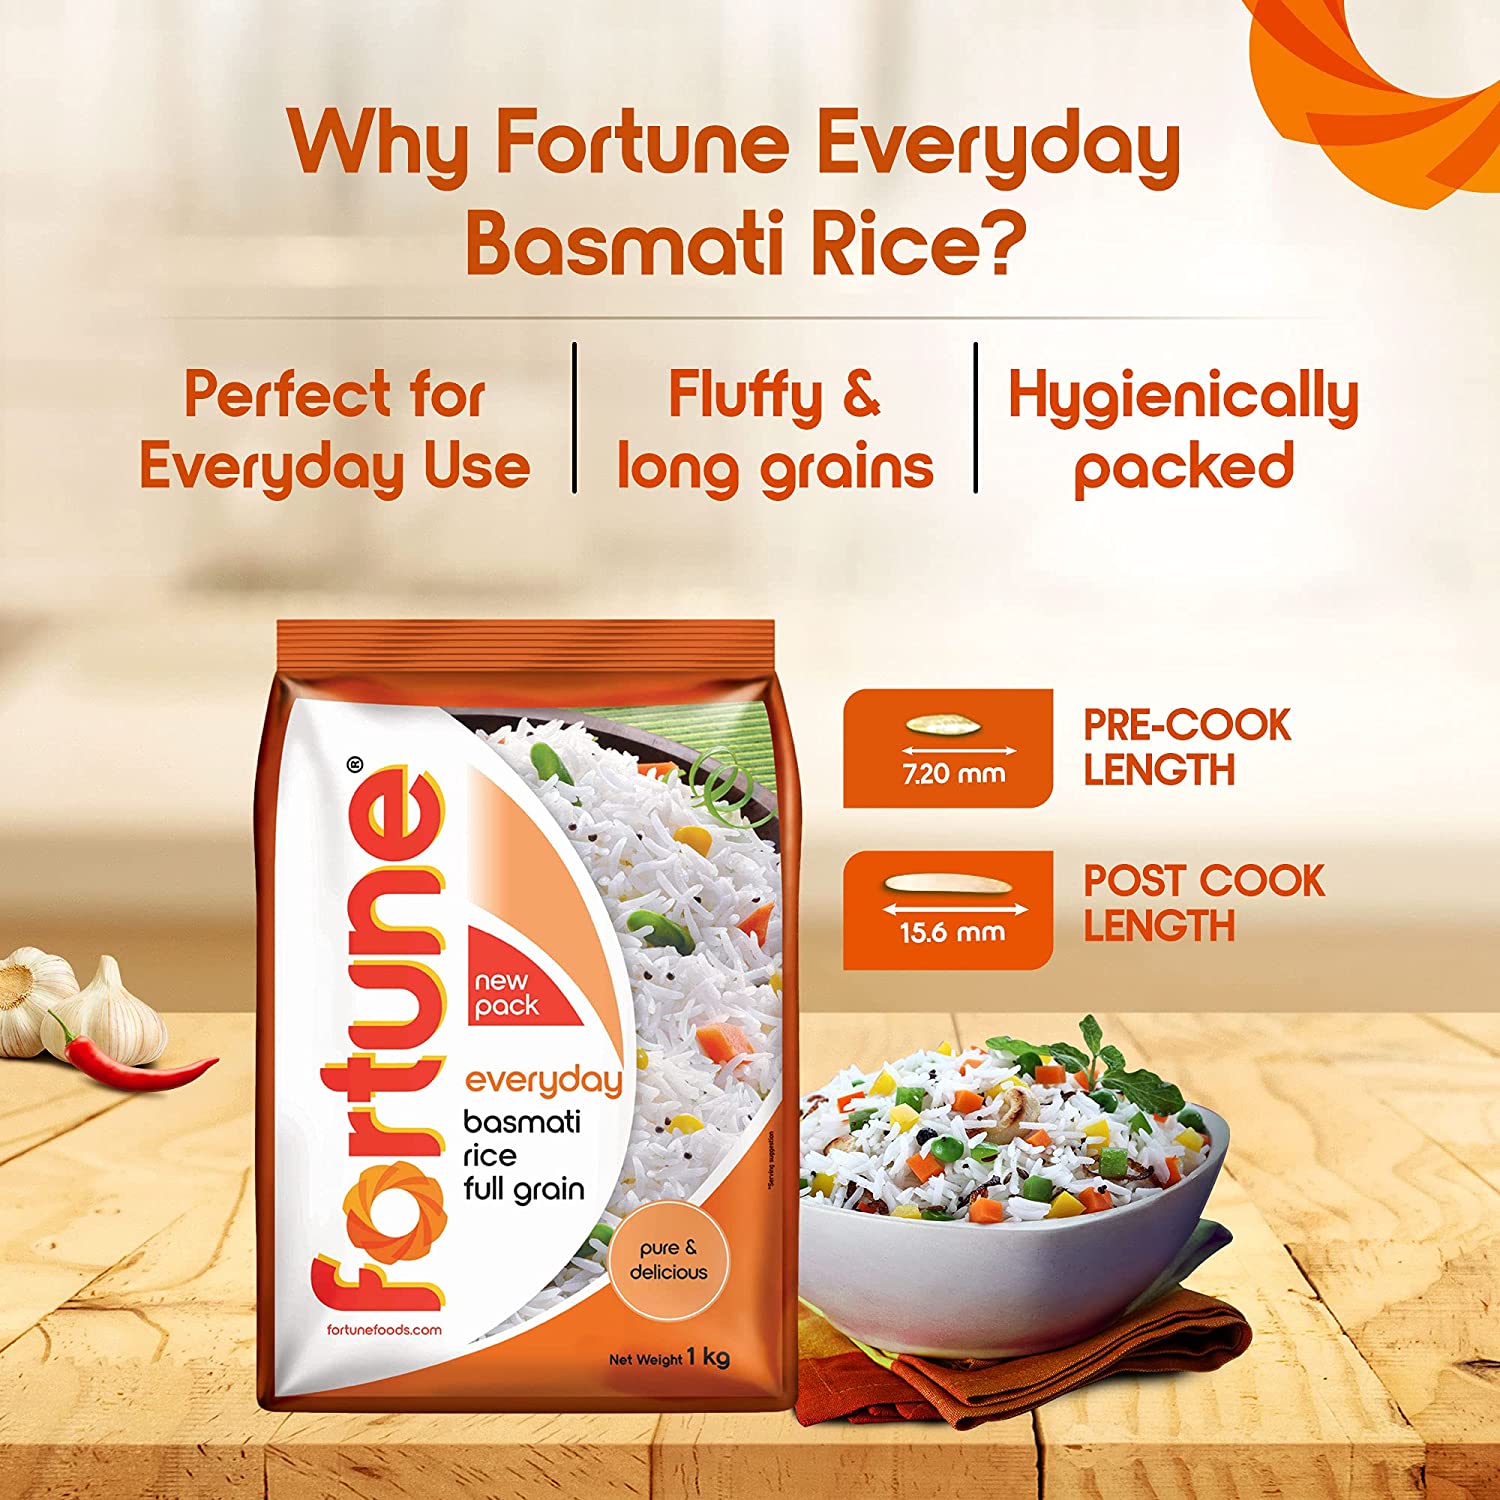 Why Fortune Everyday
Basmati Rice?
Perfect for
Everyday Use
Fluffy &
long grains
Hygienically
packed
fortune®
new
pack
everyday
basmati
rice
full grain
*Serving suggestion
pure &
delicious
fortunefoods.com
Net Weight 1 kg
7.20 mm
PRE-COOK
LENGTH
15.6 mm
POST COOK
LENGTH